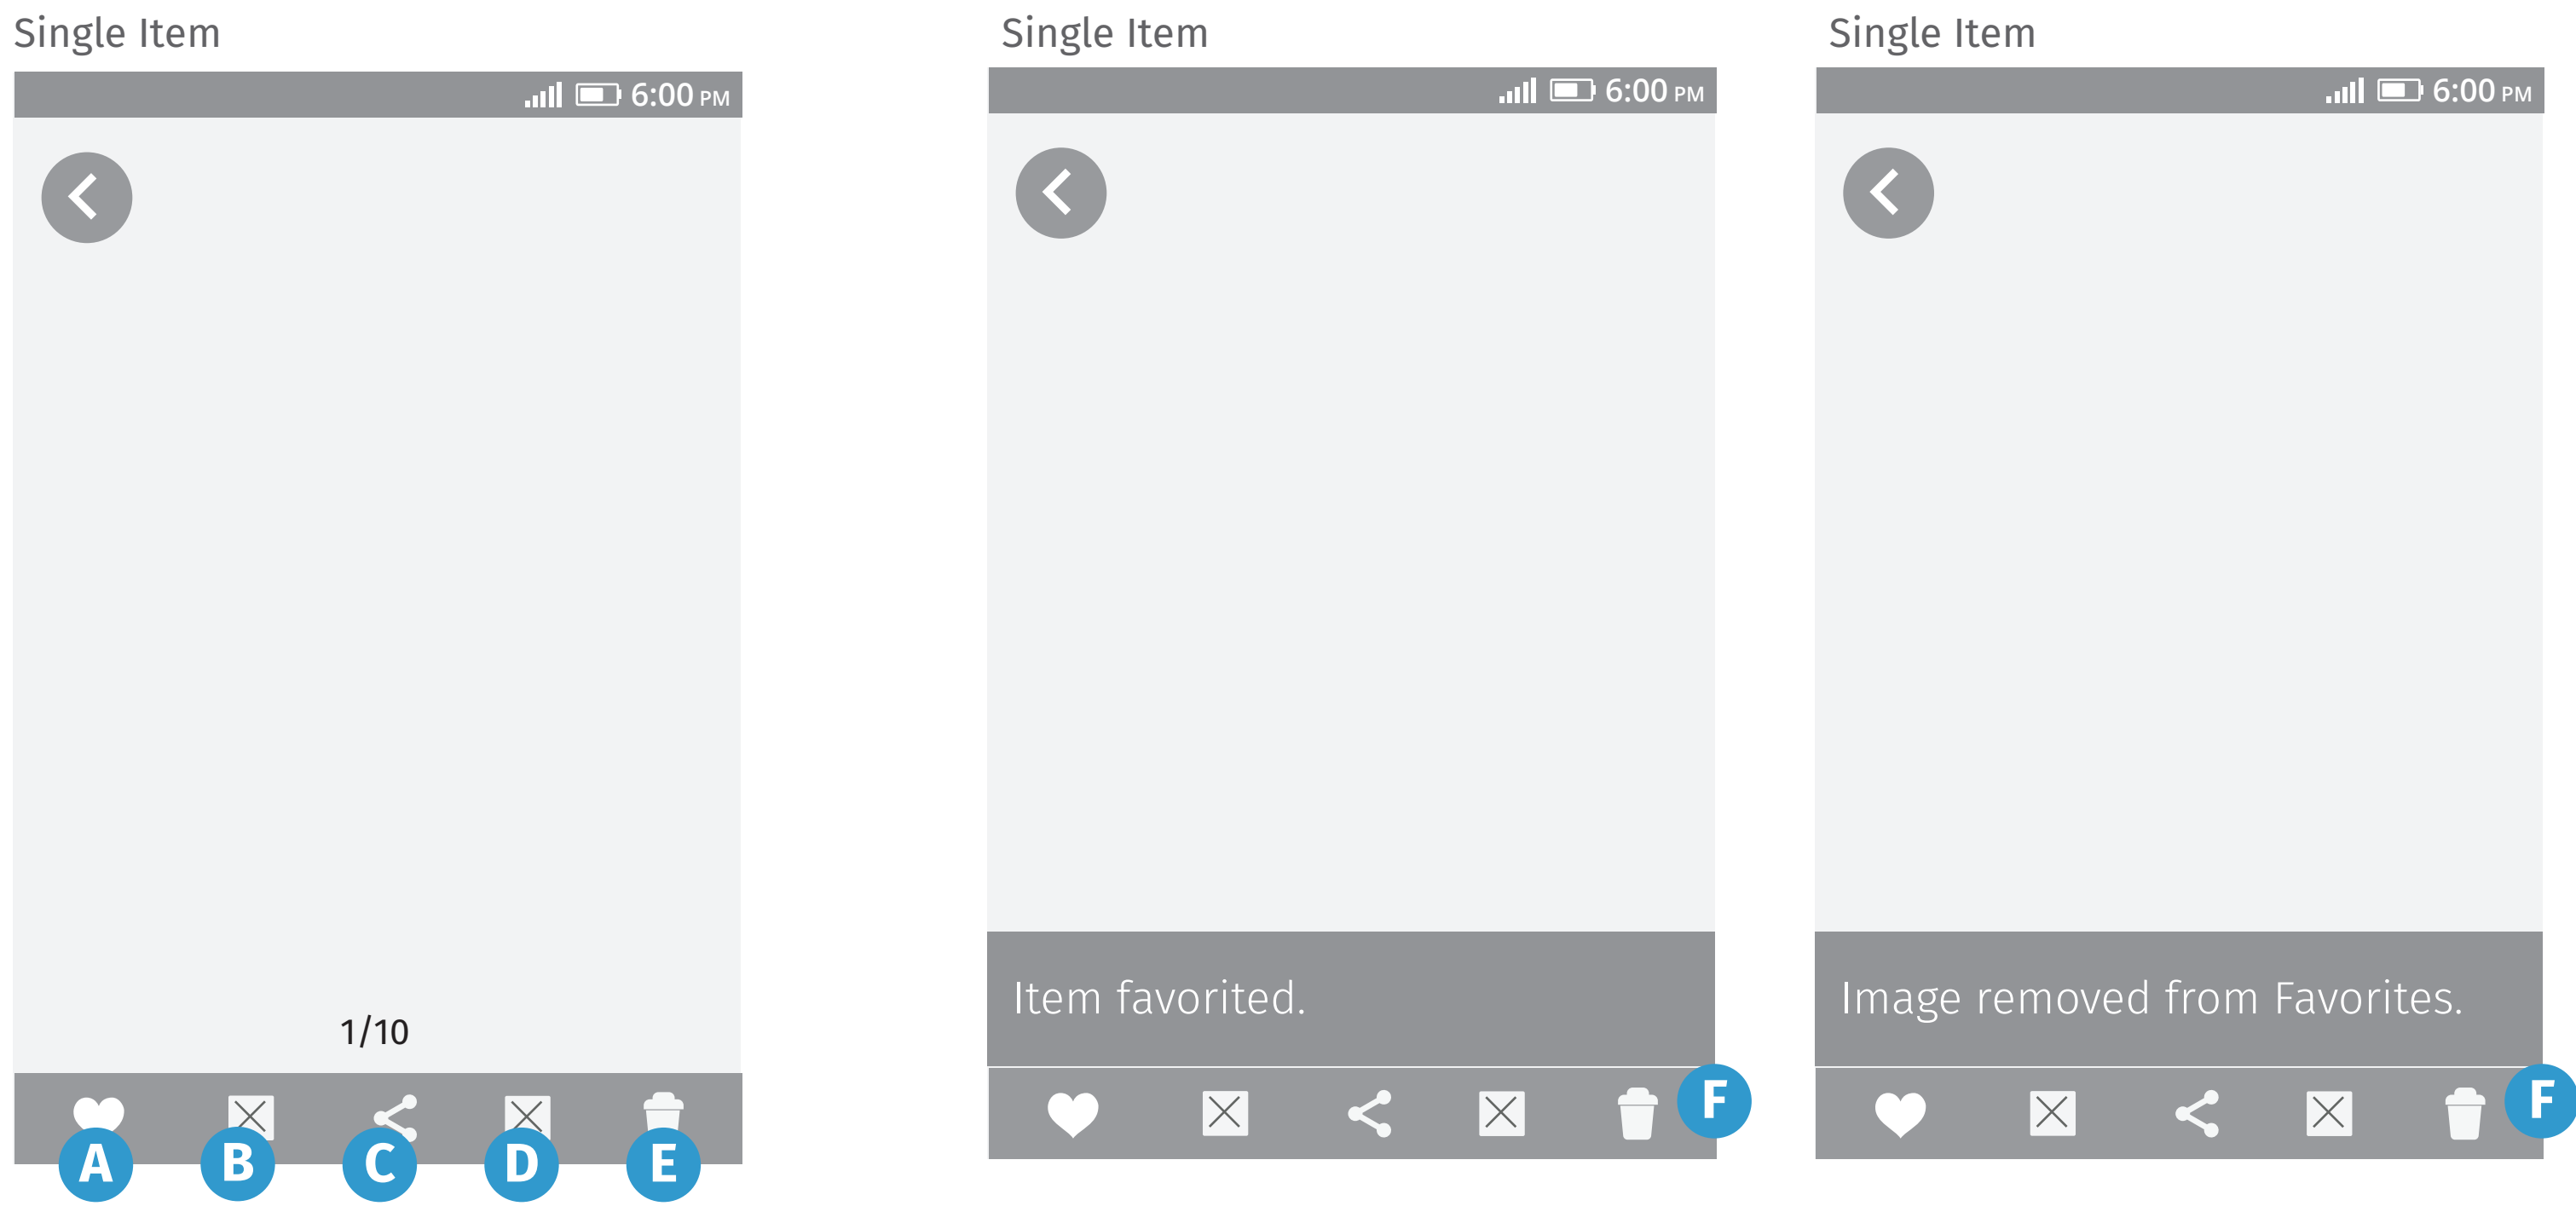 Single Item
6:00 PM
1/10
A
B
C
D
E
Single Item
6:00 PM
Item favorited.
F
Single Item
6:00 PM
Image removed from Favorites.
F